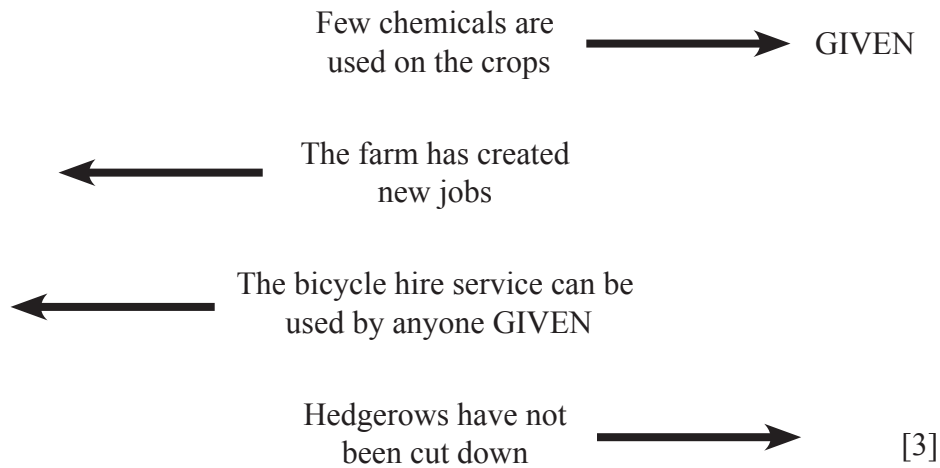 Few chemicals are
used on the crops
GIVEN
The farm has created
new jobs
The bicycle hire service can be
used by anyone GIVEN
Hedgerows have not
been cut down
[3]